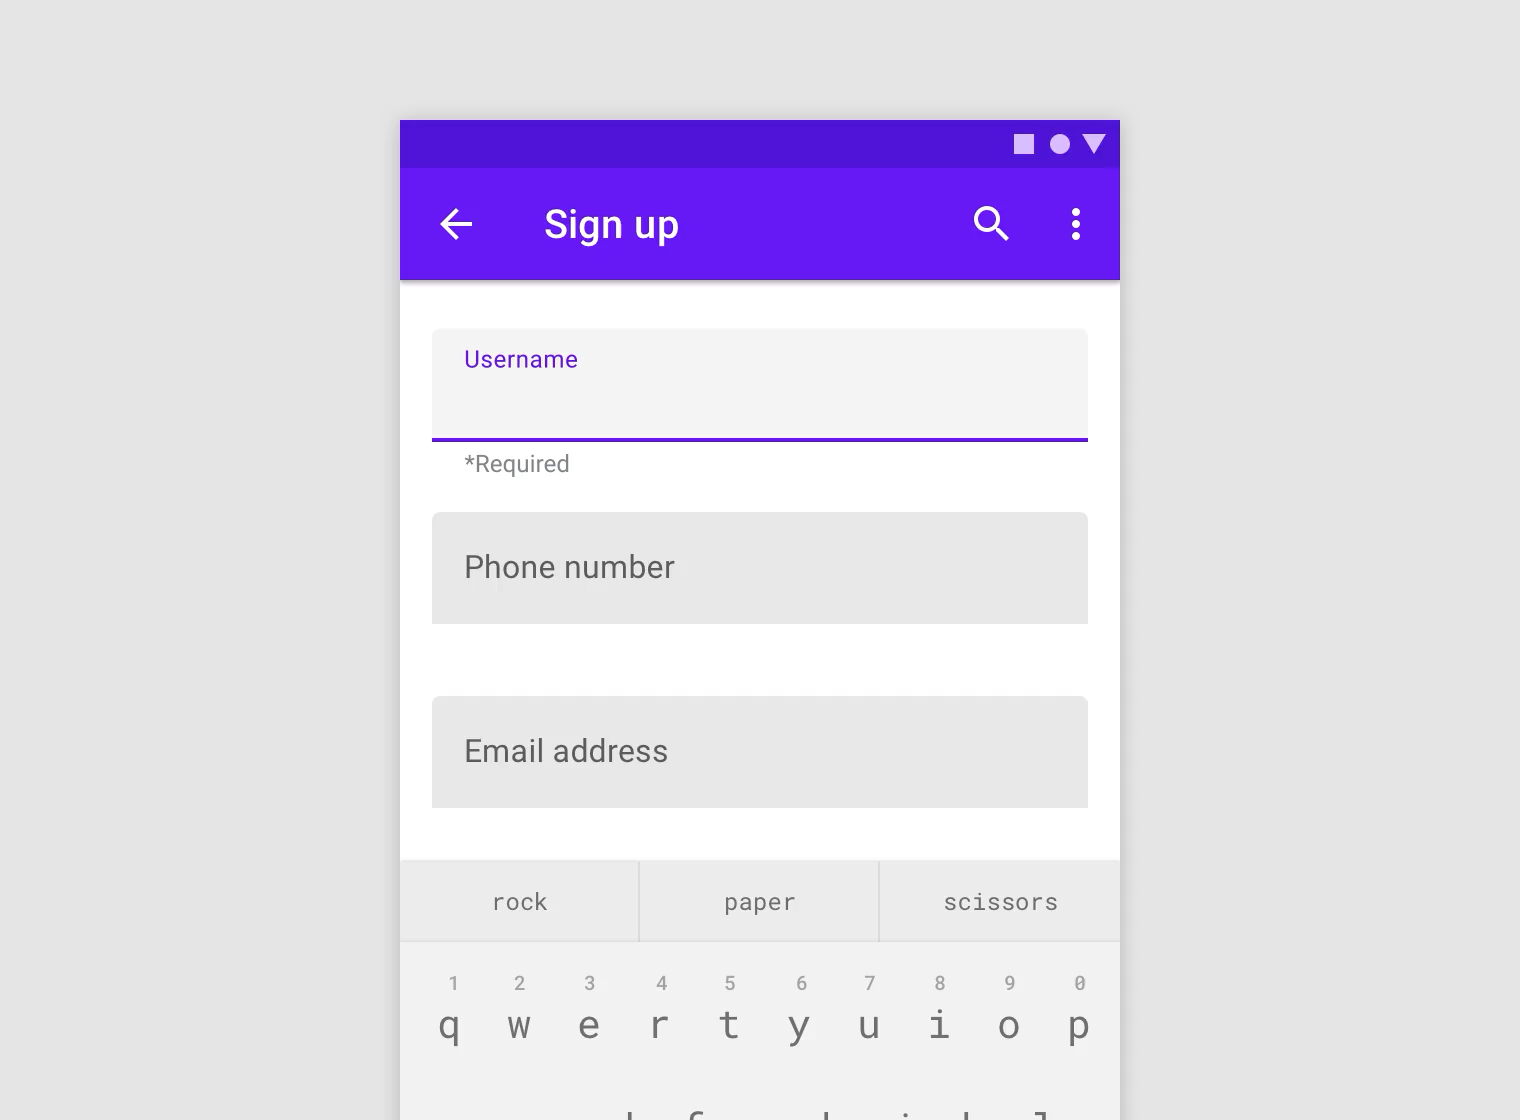 Sign up
Username
*Required
Phone number
Email address
rock paper scissors
1 2 3 4 5 6 7 8 9 0
q w e r t y u i o p